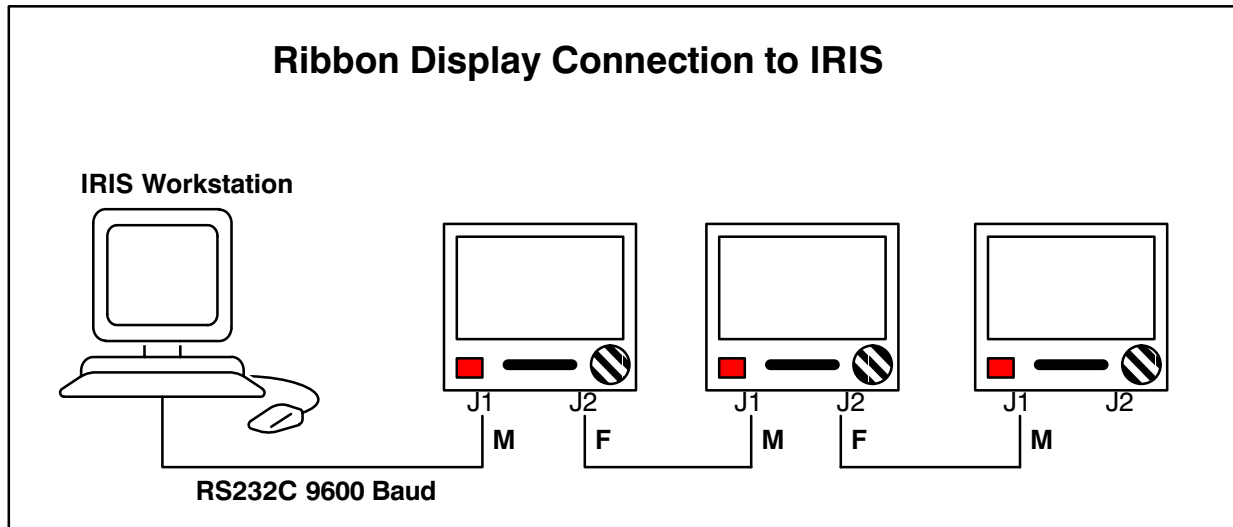 Ribbon Display Connection to IRIS
IRIS Workstation
J1 J2 J1 J2 J1 J2
M F M F M
RS232C 9600 Baud